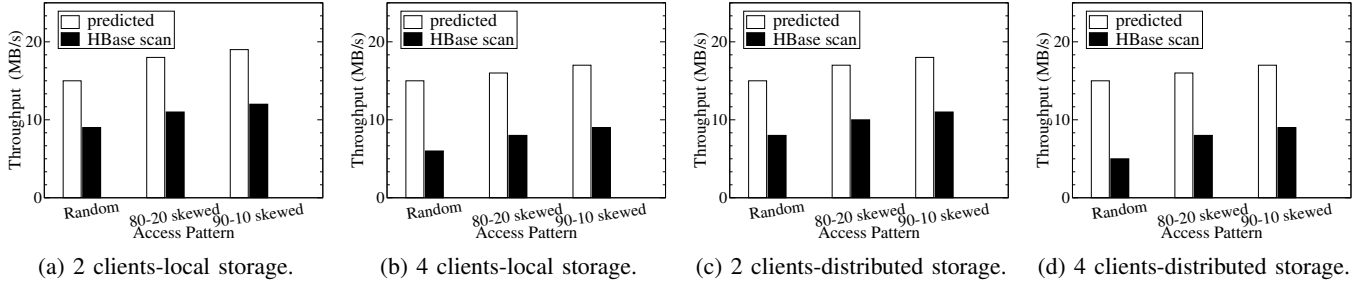 predicted
HBase scan
20
10
0
Throughput (MB/s)
Random
80-20 skewed
90-10 skewed
Access Pattern
(a) 2 clients-local storage.
predicted
HBase scan
20
10
0
Throughput (MB/s)
Random
80-20 skewed
90-10 skewed
Access Pattern
(b) 4 clients-local storage.
predicted
HBase scan
20
10
0
Throughput (MB/s)
Random
80-20 skewed
90-10 skewed
Access Pattern
(c) 2 clients-distributed storage.
predicted
HBase scan
20
10
0
Throughput (MB/s)
Random
80-20 skewed
90-10 skewed
Access Pattern
(d) 4 clients-distributed storage.